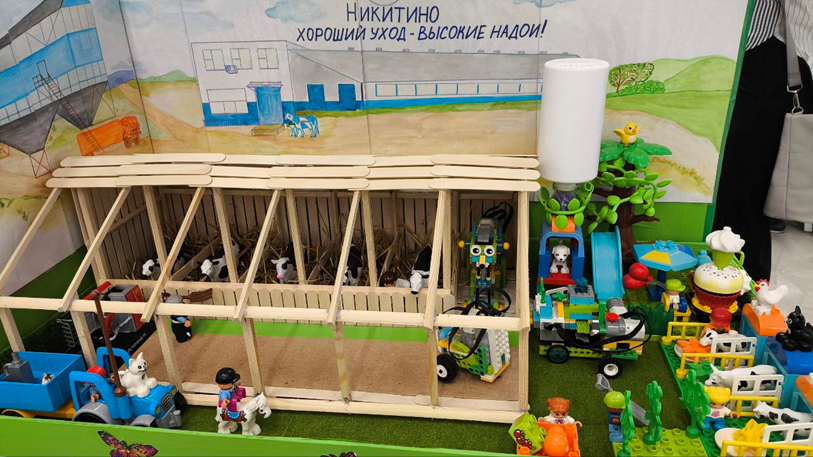 НИКИТИНО
ХОРОШИЙ УХОД - ВЫСОКИЕ НАДОИ!